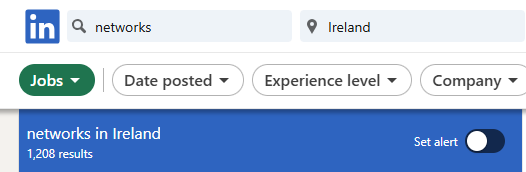 in
networks
Ireland
Jobs
Date posted
Experience level
Company
networks in Ireland
Set alert
1,208 results